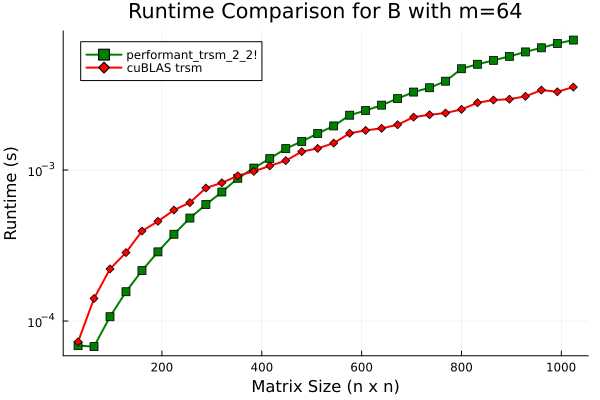 Runtime Comparison for B with m=64
performant_trsm_2_2!
cuBLAS trsm
Runtime (s)
10⁻³
10⁻⁴
200 400 600 800 1000
Matrix Size (n x n)